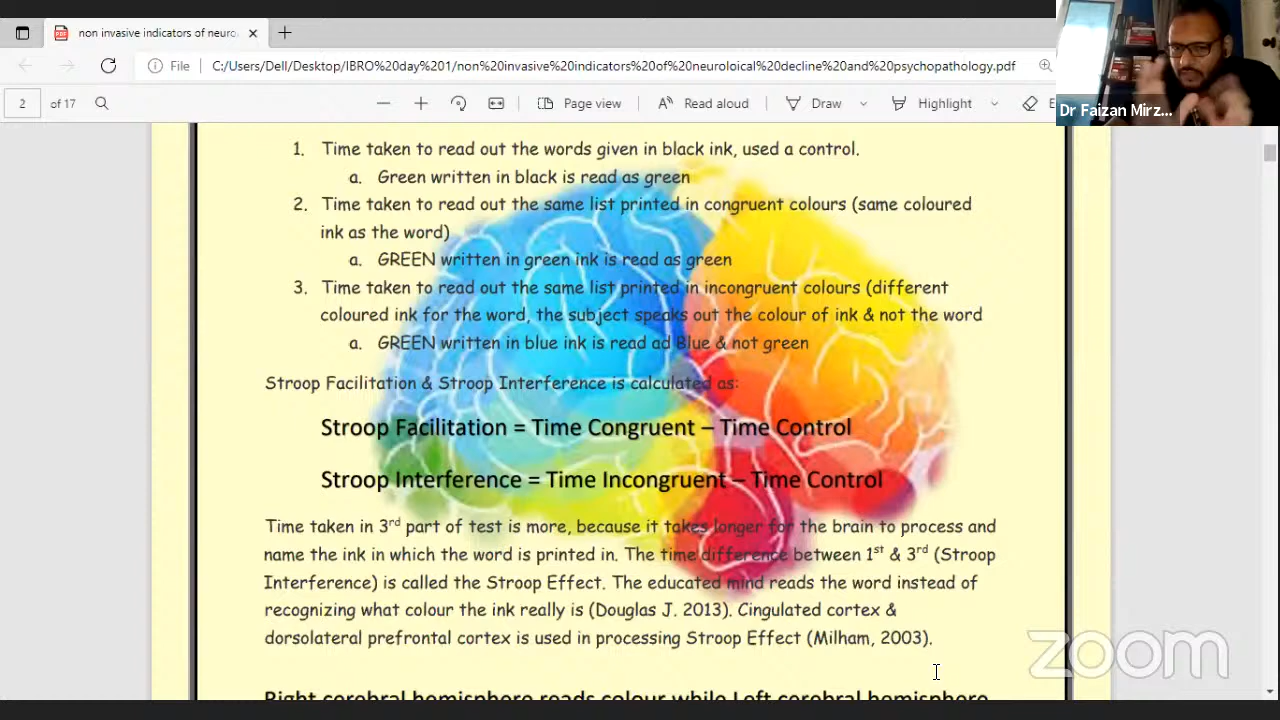 non invasive indicators of neuro
File C:/Users/Dell/Desktop/IRRO%20day%201/non%20invasive%20indicators%20of%20neuroloical%20decline%20and%20psychopathology.pdf
Dr Faizan Mirz...
2 of 17 Page view Read aloud Draw Highlight
1. Time taken to read out the words given in black ink, used a control.
a. Green written in black is read as green
2. Time taken to read out the same list printed in congruent colours (same coloured
ink as the word)
a. GREEN written in green ink is read as green
3. Time taken to read out the same list printed in incongruent colours (different
coloured ink for the word, the subject speaks out the colour of ink & not the word
a. GREEN written in blue ink is read ad Blue & not green
Stroop Facilitation & Stroop Interference is calculated as:
Stroop Facilitation = Time Congruent – Time Control
Stroop Interference = Time Incongruent – Time Control
Time taken in 3rd part of test is more, because it takes longer for the brain to process and
name the ink in which the word is printed in. The time difference between 1st & 3rd (Stroop
Interference) is called the Stroop Effect. The educated mind reads the word instead of
recognizing what colour the ink really is (Douglas J. 2013). Cingulated cortex &
dorsolateral prefrontal cortex is used in processing Stroop Effect (Milham, 2003).
zoom
Right cerebral hemisphere reads colour while Left cerebral hemisphere